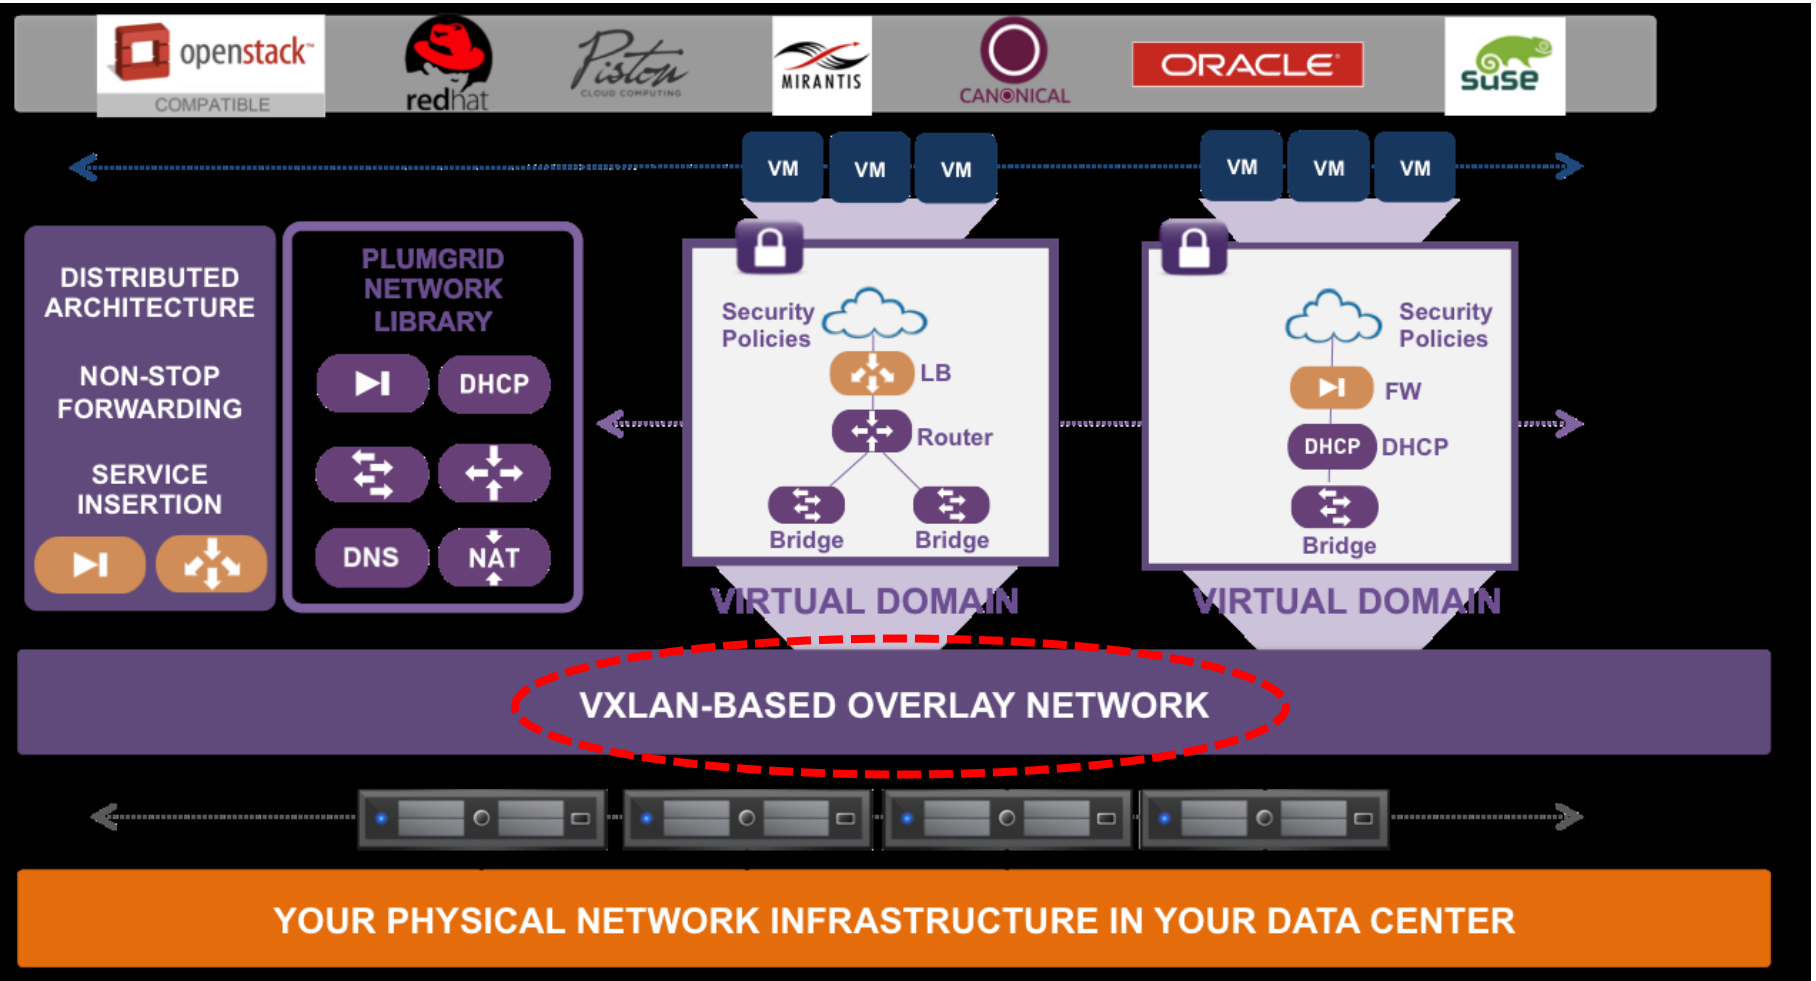 openstack™
COMPATIBLE
redhat
Piston
CLOUD COMPUTING
MIRANTIS
CANONICAL
ORACLE®
SUSE
VM
VM
VM
VM
VM
VM
DISTRIBUTED
ARCHITECTURE
NON-STOP
FORWARDING
SERVICE
INSERTION
PLUMGRID
NETWORK
LIBRARY
DHCP
DNS
NAT
Security
Policies
LB
Router
Bridge
Bridge
VIRTUAL DOMAIN
Security
Policies
FW
DHCP
DHCP
Bridge
VIRTUAL DOMAIN
VXLAN-BASED OVERLAY NETWORK
YOUR PHYSICAL NETWORK INFRASTRUCTURE IN YOUR DATA CENTER